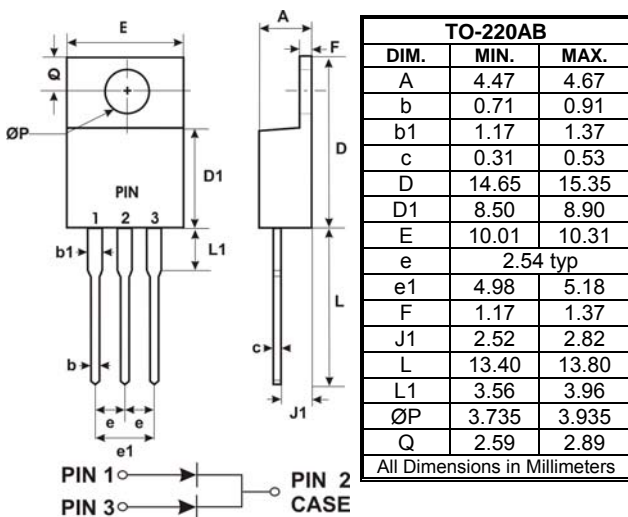 A
E
F
Q
ØP
D
D1
PIN
1 2 3
b1
L1
L
c
b
J1
e e
e1
PIN 1
PIN 3
PIN 2
CASE
TO-220AB
DIM. MIN. MAX.
A 4.47 4.67
b 0.71 0.91
b1 1.17 1.37
c 0.31 0.53
D 14.65 15.35
D1 8.50 8.90
E 10.01 10.31
e 2.54 typ
e1 4.98 5.18
F 1.17 1.37
J1 2.52 2.82
L 13.40 13.80
L1 3.56 3.96
ØP 3.735 3.935
Q 2.59 2.89
All Dimensions in Millimeters